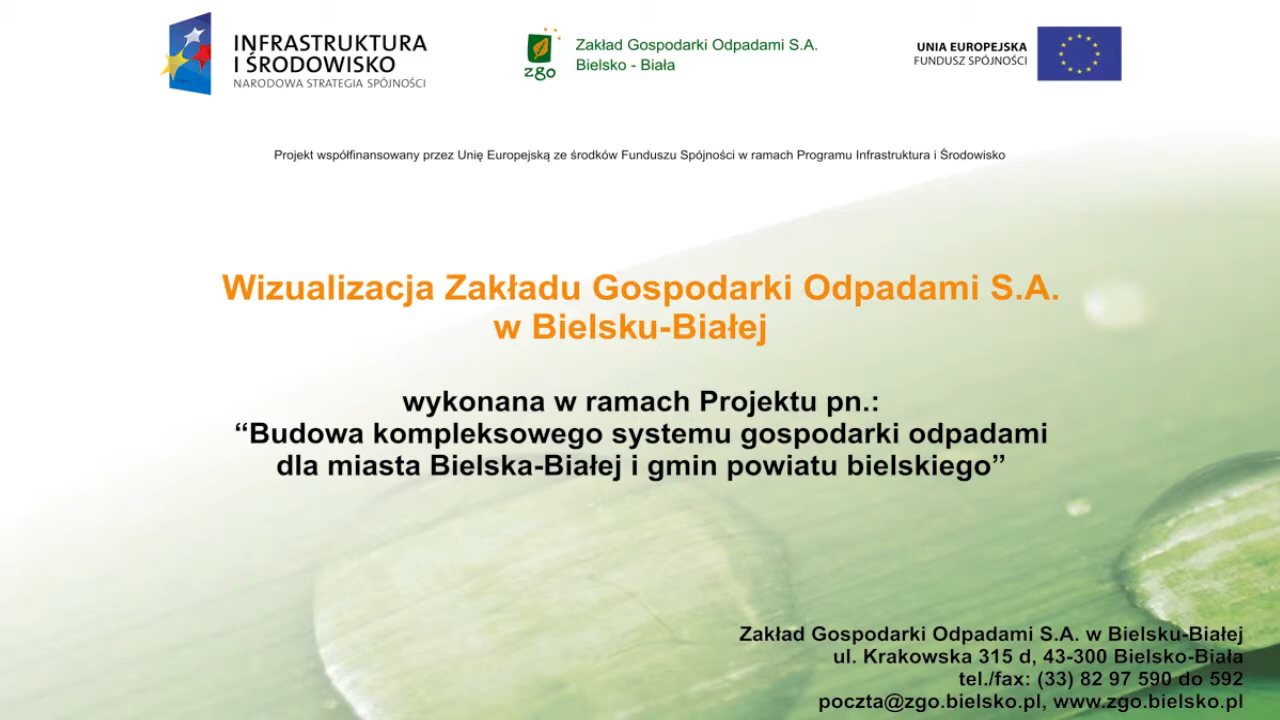 INFRASTRUKTURA
I ŚRODOWISKO
NARODOWA STRATEGIA SPÓJNOŚCI
zgo
Zakład Gospodarki Odpadami S.A.
Bielsko - Biała
UNIA EUROPEJSKA
FUNDUSZ SPÓJNOŚCI
Projekt współfinansowany przez Unię Europejską ze środków Funduszu Spójności w ramach Programu Infrastruktura i Środowisko
Wizualizacja Zakładu Gospodarki Odpadami S.A.
w Bielsku-Białej
wykonana w ramach Projektu pn.:
“Budowa kompleksowego systemu gospodarki odpadami
dla miasta Bielska-Białej i gmin powiatu bielskiego”
Zakład Gospodarki Odpadami S.A. w Bielsku-Białej
ul. Krakowska 315 d, 43-300 Bielsko-Biała
tel./fax: (33) 82 97 590 do 592
poczta@zgo.bielsko.pl, www.zgo.bielsko.pl